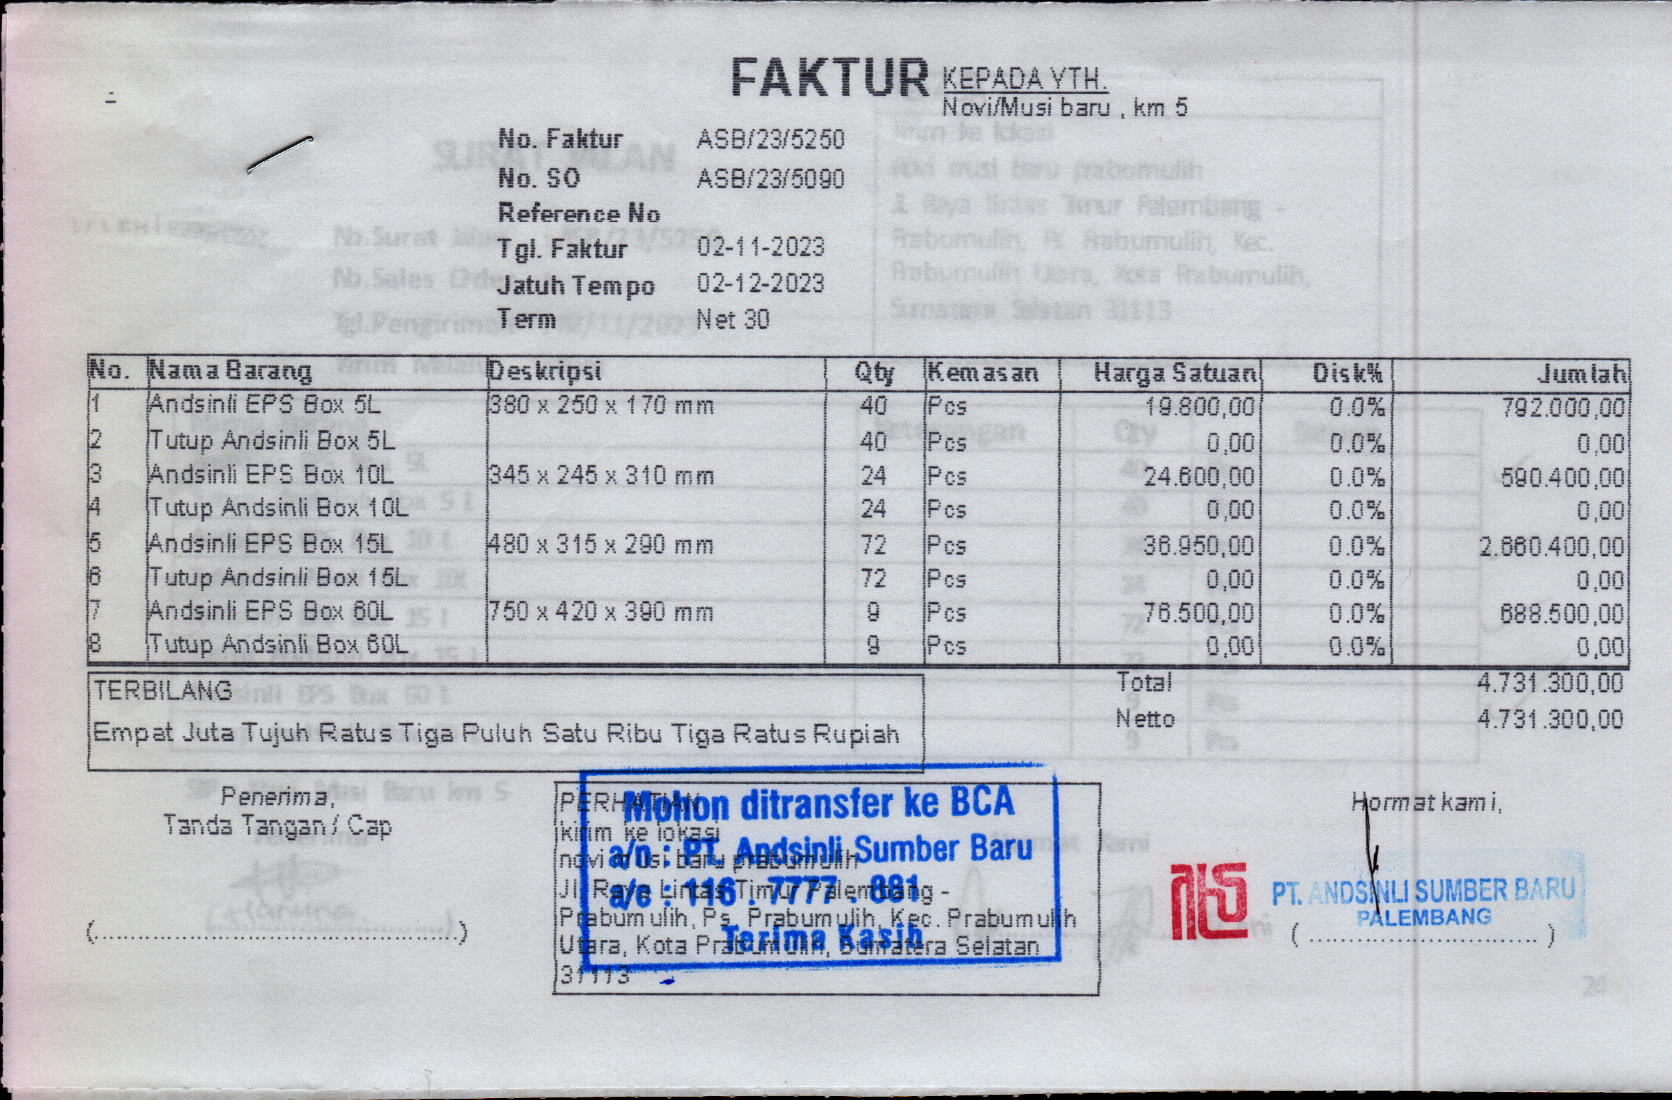 FAKTUR
KEPADA YTH.
Novi/Musi baru , km 5
No. Faktur ASB/23/5250
No. SO ASB/23/5090
Reference No
Tgl. Faktur 02-11-2023
Jatuh Tempo 02-12-2023
Term Net 30
No. Nama Barang Deskripsi Qty Kemasan Harga Satuan Disk% Jumlah
1 Andsinli EPS Box 5L 380 x 250 x 170 mm 40 Pcs 19.800,00 0.0% 792.000,00
2 Tutup Andsinli Box 5L 40 Pcs 0,00 0.0% 0,00
3 Andsinli EPS Box 10L 345 x 245 x 310 mm 24 Pcs 24.600,00 0.0% 590.400,00
4 Tutup Andsinli Box 10L 24 Pcs 0,00 0.0% 0,00
5 Andsinli EPS Box 15L 480 x 315 x 290 mm 72 Pcs 36.950,00 0.0% 2.660.400,00
6 Tutup Andsinli Box 15L 72 Pcs 0,00 0.0% 0,00
7 Andsinli EPS Box 60L 750 x 420 x 390 mm 9 Pcs 76.500,00 0.0% 688.500,00
8 Tutup Andsinli Box 60L 9 Pcs 0,00 0.0% 0,00
Total 4.731.300,00
Netto 4.731.300,00
TERBILANG
Empat Juta Tujuh Ratus Tiga Puluh Satu Ribu Tiga Ratus Rupiah
Penerima,
Tanda Tangan / Cap
(..................................................)
PERHATIAN
kirim ke lokasi
novi musi baru prabumulih
Jl. Raya Lintas Timur Palembang -
Prabumulih, Ps. Prabumulih, Kec. Prabumulih
Utara, Kota Prabumulih, Sumatera Selatan
31113
Mohon ditransfer ke BCA
a/n : PT. Andsinli Sumber Baru
a/c : 116 . 7777 . 881
Terima Kasih
Hormat kami,
PT. ANDSINLI SUMBER BARU
PALEMBANG
( ................................ )